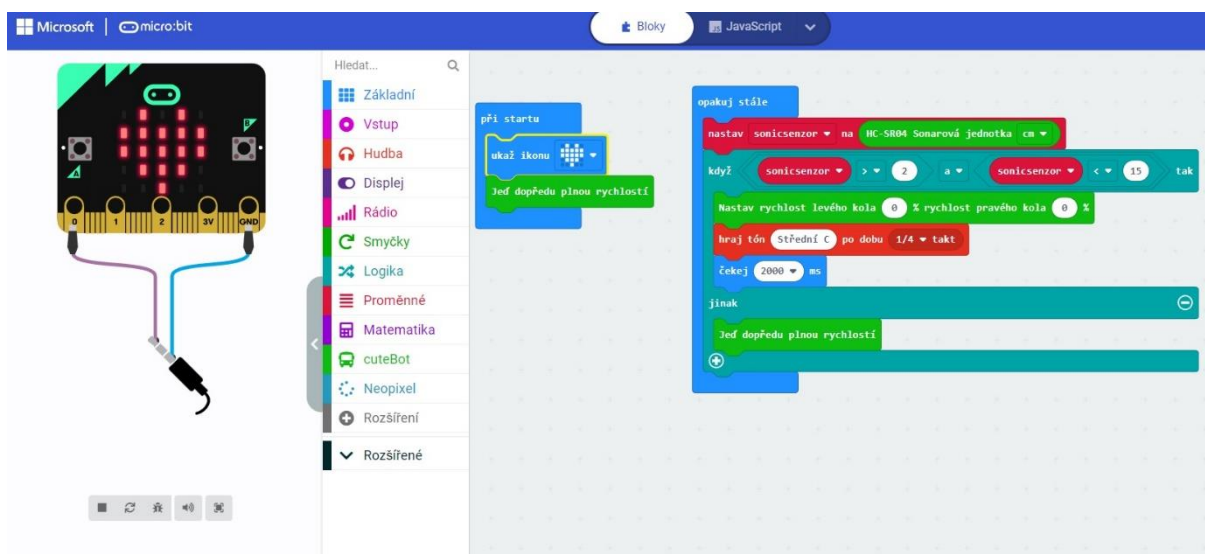 Microsoft | micro:bit
Bloky
JavaScript
A
B
0 1 2 3V GND
Hledat...
Základní
Vstup
Hudba
Displej
Rádio
Smyčky
Logika
Proměnné
Matematika
cuteBot
Neopixel
Rozšíření
Rozšířené
při startu
ukaž ikonu
Jeď dopředu plnou rychlostí
opakuj stále
nastav sonicsenzor na HC-SR04 Sonarová jednotka cm
když sonicsenzor > 2 a sonicsenzor < 15 tak
Nastav rychlost levého kola 0 % rychlost pravého kola 0 %
hraj tón Střední C po dobu 1/4 takt
čekej 2000 ms
jinak
Jeď dopředu plnou rychlostí